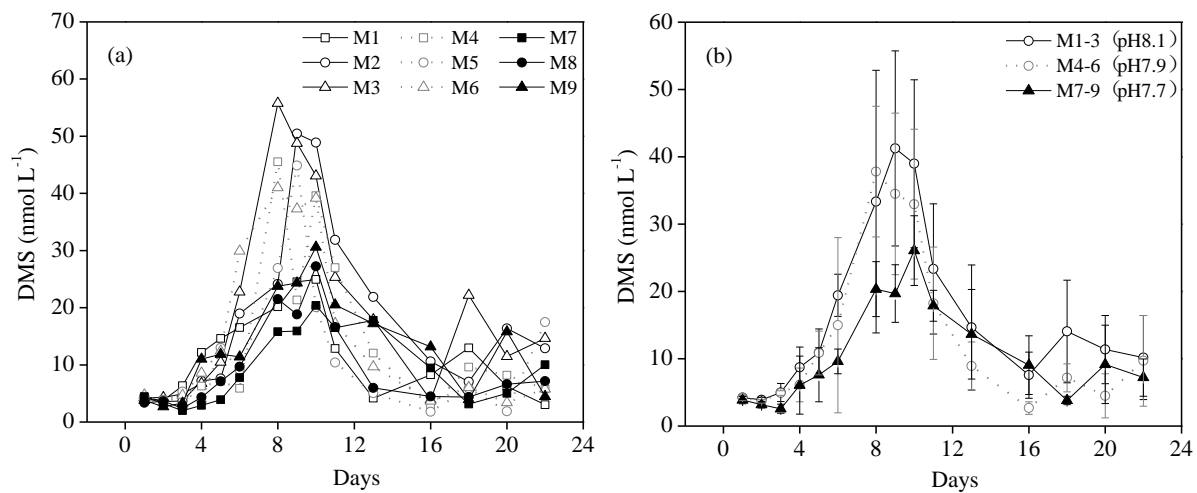 (a)
M1 M4 M7
M2 M5 M8
M3 M6 M9
DMS (nmol L⁻¹)
70
60
50
40
30
20
10
0
0 4 8 12 16 20
Days
(b)
M1-3 (pH8.1)
M4-6 (pH7.9)
M7-9 (pH7.7)
DMS (nmol L⁻¹)
60
50
40
30
20
10
0
0 4 8 12 16 20
Days